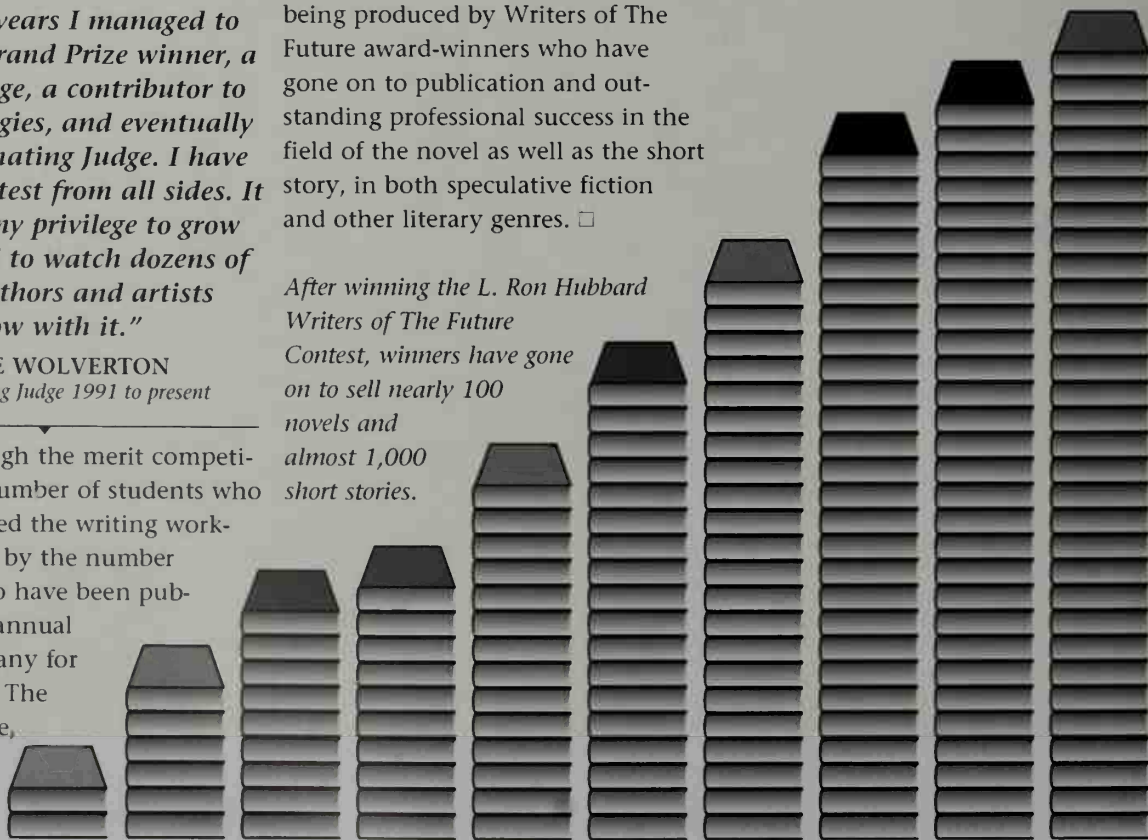 years I managed to
rand Prize winner, a
ge, a contributor to
gies, and eventually
nating Judge. I have
test from all sides. It
ny privilege to grow
to watch dozens of
thors and artists
ow with it."
E WOLVERTON
g Judge 1991 to present
gh the merit competi-
umber of students who
ed the writing work-
by the number
o have been pub-
annual
any for
The
e,
being produced by Writers of The
Future award-winners who have
gone on to publication and out-
standing professional success in the
field of the novel as well as the short
story, in both speculative fiction
and other literary genres. □
After winning the L. Ron Hubbard
Writers of The Future
Contest, winners have gone
on to sell nearly 100
novels and
almost 1,000
short stories.